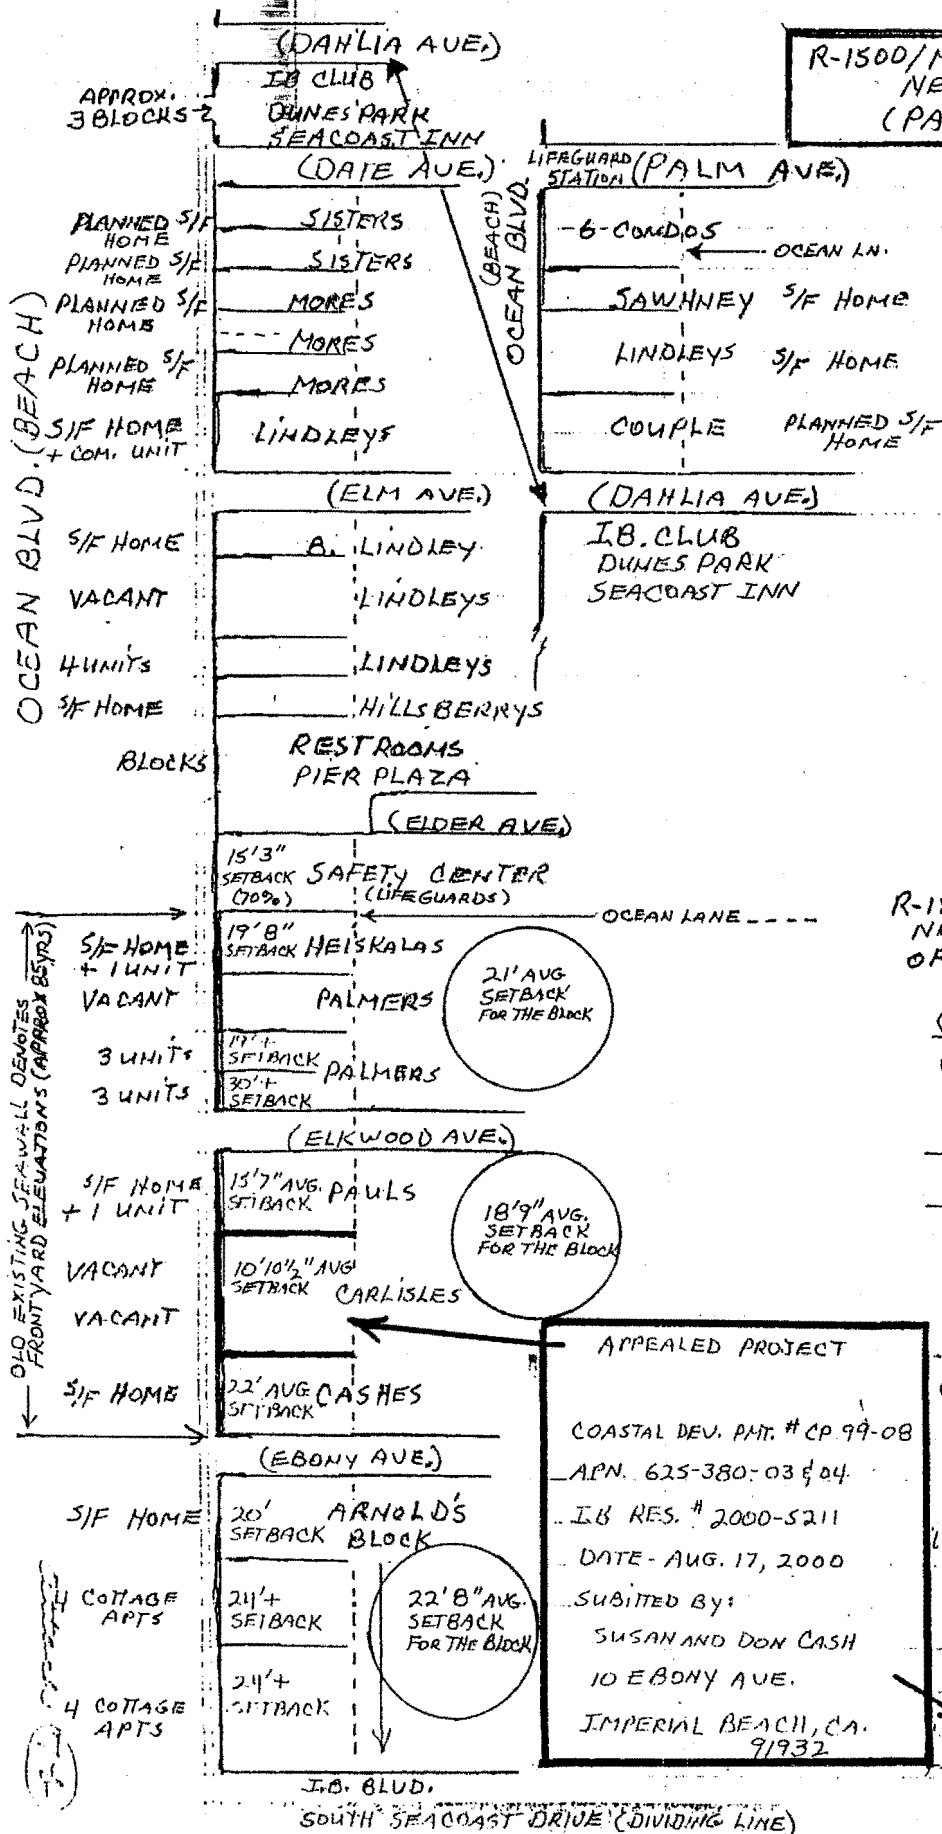 (DAHLIA AVE.)
R-1500/
NE
(PA
APPROX.
3 BLOCKS
IB CLUB
DUNES PARK
SEACOAST INN
(DATE AVE.)
LIFEGUARD
STATION
(PALM AVE.)
OCEAN BLVD. (BEACH)
PLANNED S/F
HOME
SISTERS
PLANNED S/F
HOME
SISTERS
PLANNED S/F
HOME
MORES
MORES
PLANNED S/F
HOME
MORES
S/F HOME
+ COM. UNIT
LINDLEYS
(BEACH)
OCEAN BLVD.
-6-CONDOS
OCEAN LN.
SAWHNEY S/F HOME
LINDLEYS S/F HOME
COUPLE PLANNED S/F
HOME
(ELM AVE.)
(DAHLIA AVE.)
S/F HOME
B. LINDLEY
I.B. CLUB
DUNES PARK
SEACOAST INN
VACANT
LINDLEYS
4 UNITS
LINDLEYS
S/F HOME
HILLSBERRYS
BLOCKS
RESTROOMS
PIER PLAZA
(ELDER AVE.)
15'3"
SETBACK
(70%)
SAFETY CENTER
(LIFEGUARDS)
OCEAN LANE ----
OLD EXISTING SEAWALL DENOTES
FRONTYARD ELEVATIONS (APPROX 85 YRS)
S/F HOME
+ 1 UNIT
19'8"
SETBACK
HEISKALAS
VACANT
PALMERS
21' AVG
SETBACK
FOR THE BLOCK
3 UNITS
SETBACK
3 UNITS
30'+
SETBACK
PALMERS
(ELKWOOD AVE.)
S/F HOME
+ 1 UNIT
15'7" AVG.
SETBACK
PAULS
18'9" AVG.
SETBACK
FOR THE BLOCK
VACANT
10'10½" AVG
SETBACK
VACANT
CARLISLES
S/F HOME
22' AVG
SETBACK
CASHES
(EBONY AVE.)
APPEALED PROJECT
COASTAL DEV. PMT. # CP 99-08
APN. 625-380-03 & 04
I.B RES. # 2000-5211
DATE - AUG. 17, 2000
SUBITTED BY:
SUSAN AND DON CASH
10 EBONY AVE.
IMPERIAL BEACH, CA.
91932
S/F HOME
20'
SETBACK
ARNOLD'S
BLOCK
4 COTTAGE
APTS
24'+
SETBACK
22'8" AVG.
SETBACK
FOR THE BLOCK
4 COTTAGE
APTS
24'+
SETBACK
I.B. BLVD.
SOUTH SEACOAST DRIVE (DIVIDING LINE)